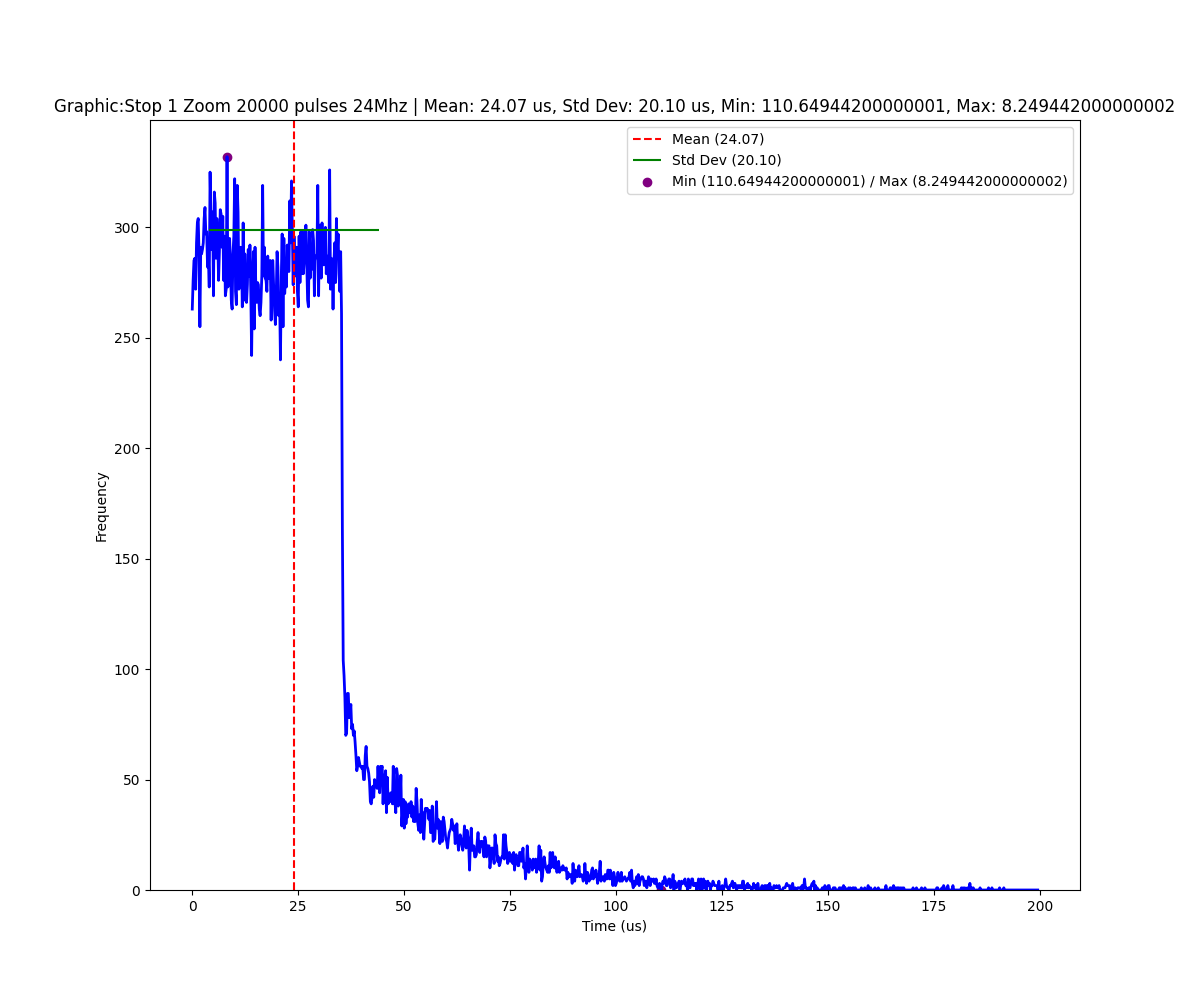 Graphic:Stop 1 Zoom 20000 pulses 24Mhz | Mean: 24.07 us, Std Dev: 20.10 us, Min: 110.64944200000001, Max: 8.249442000000002
Mean (24.07)
Std Dev (20.10)
Min (110.64944200000001) / Max (8.249442000000002)
Frequency
300
250
200
150
100
50
0
0 25 50 75 100 125 150 175 200
Time (us)